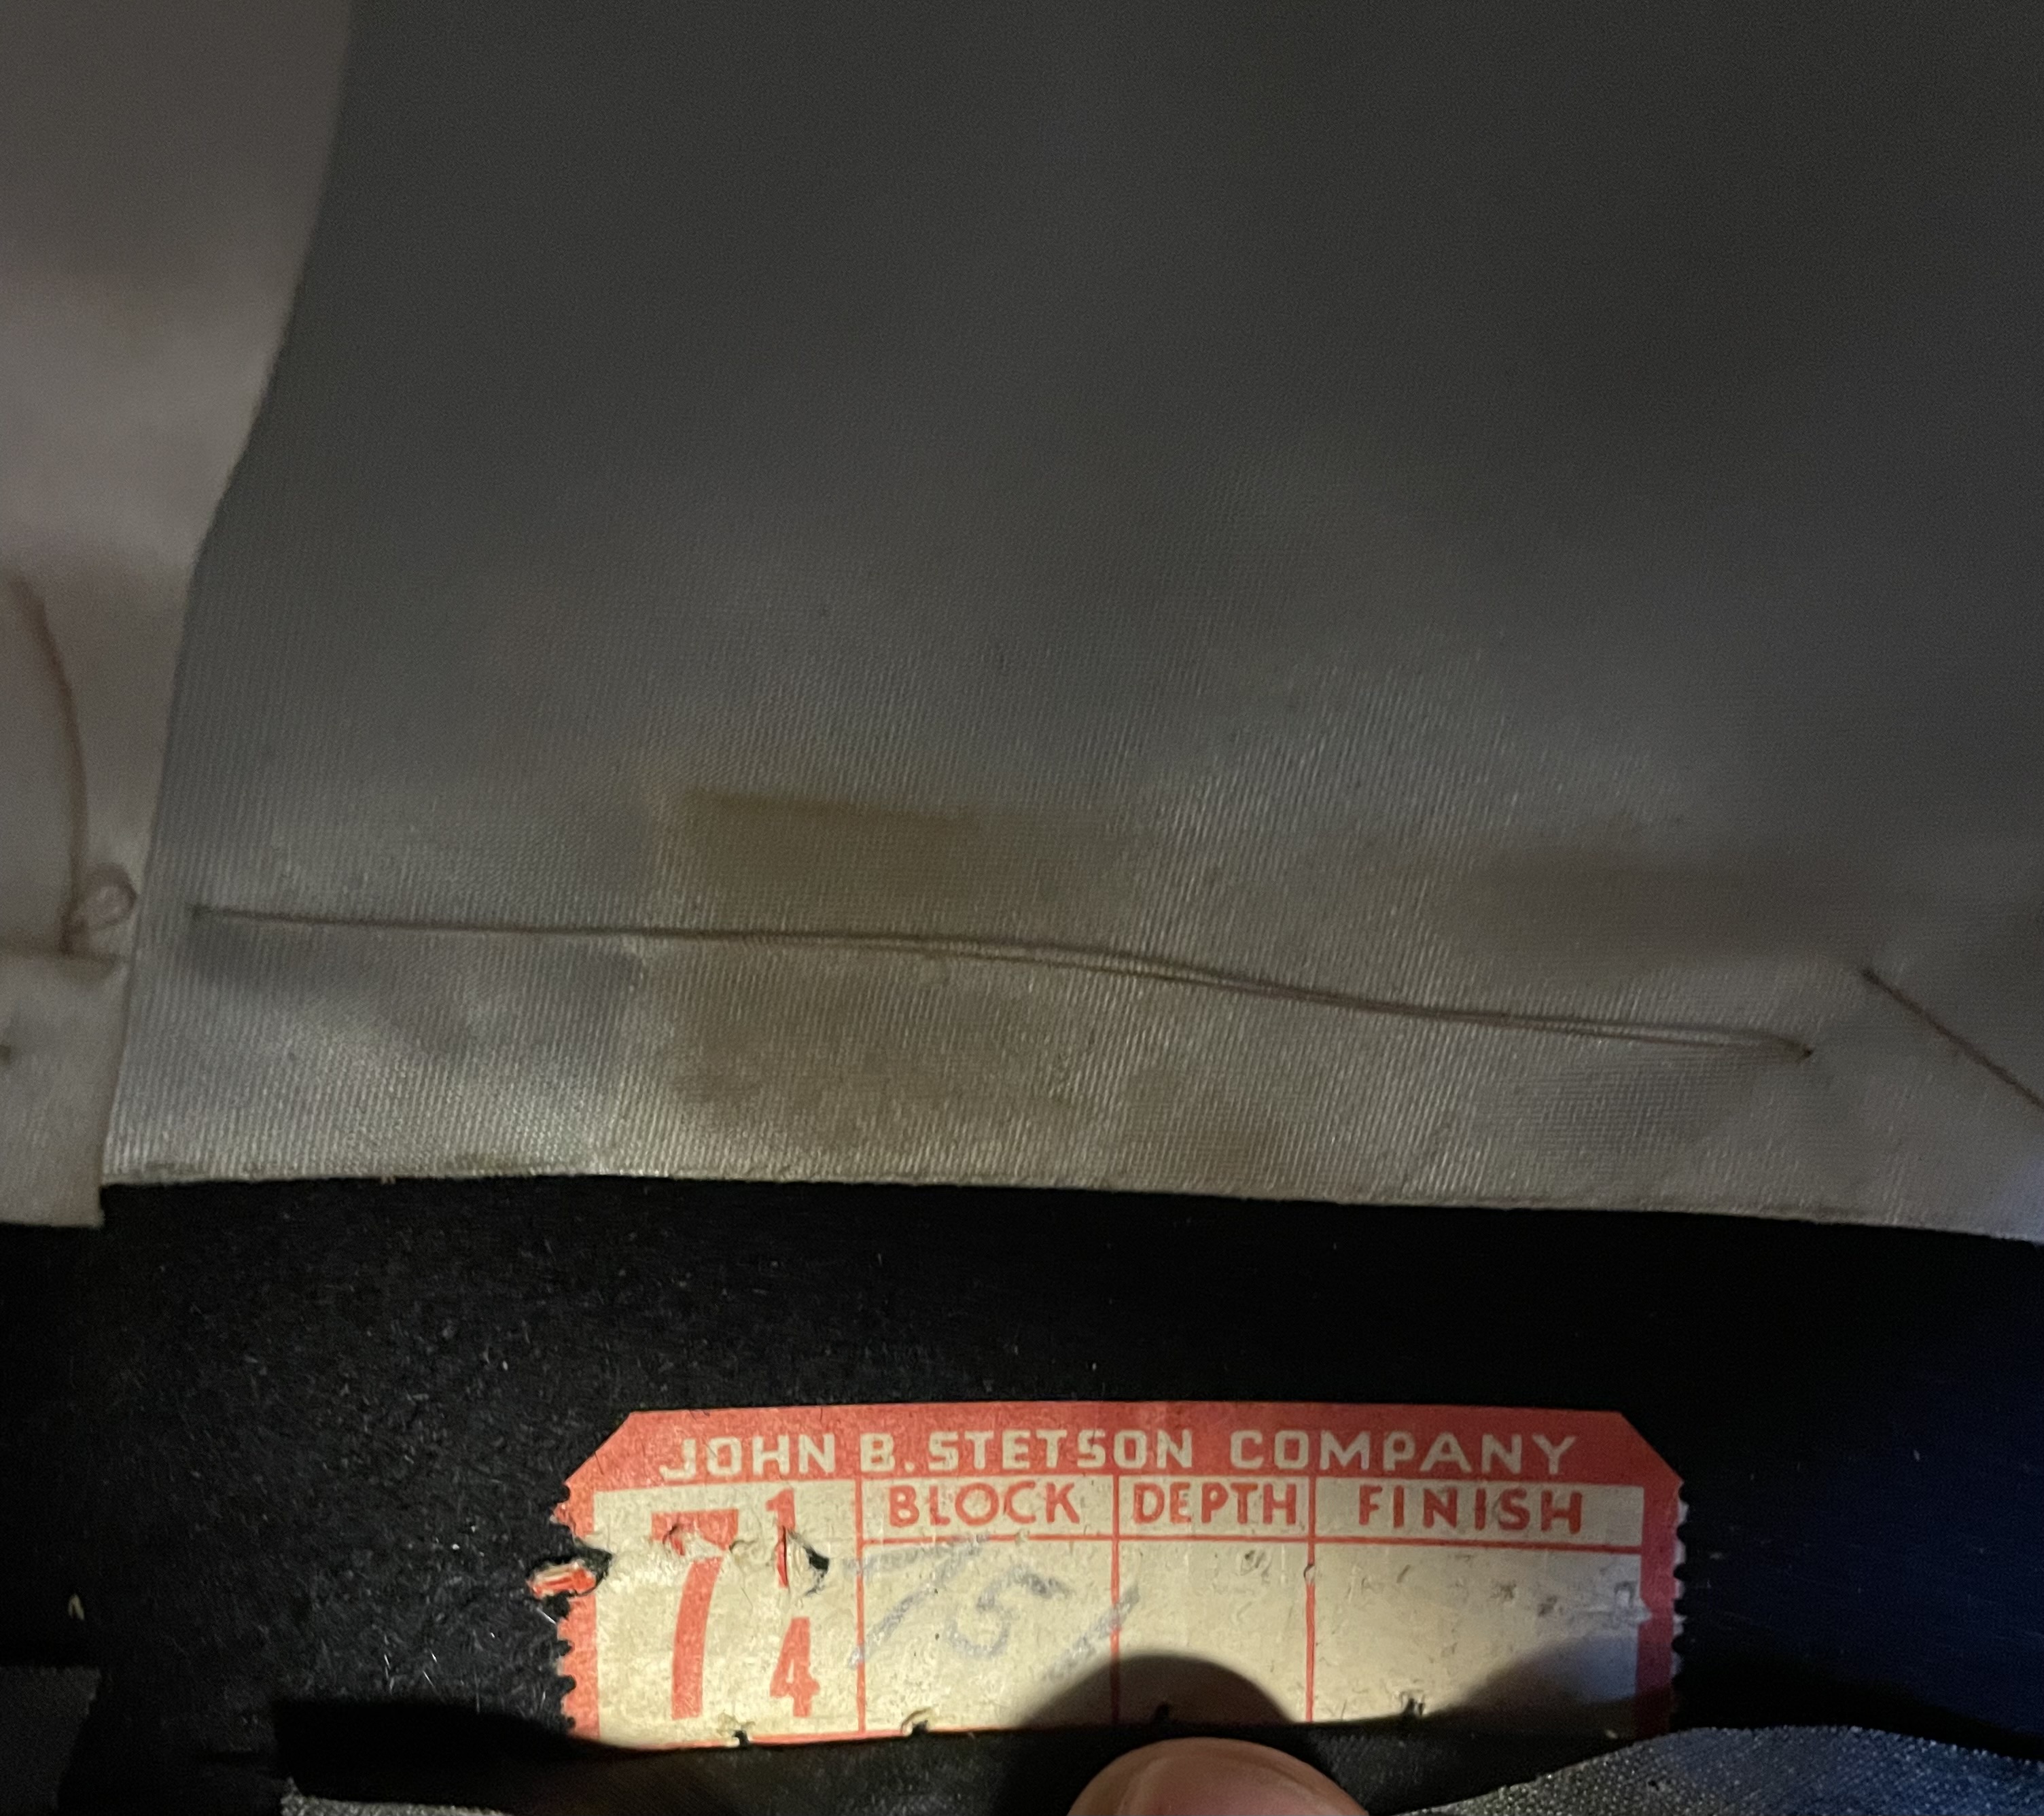 JOHN B. STETSON COMPANY
7 1/4 BLOCK DEPTH FINISH